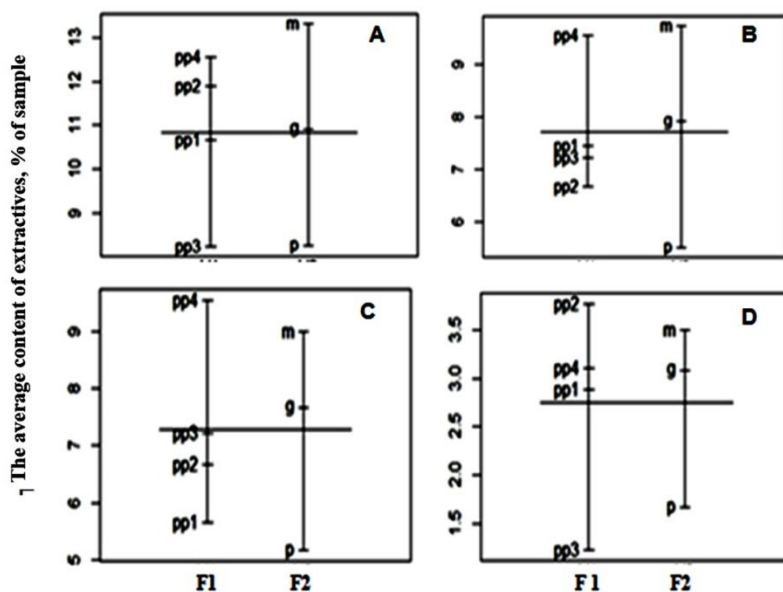 ┐ The average content of extractives, % of sample
A
13
12
11
10
9
pp4
pp2
pp1
pp3
m
g
p
B
9
8
7
6
pp4
pp1
pp3
pp2
m
g
p
C
9
8
7
6
5
pp4
pp3
pp2
pp1
m
g
p
F1
F2
D
3.5
3.0
2.5
2.0
1.5
pp2
pp4
pp1
pp3
m
g
p
F 1
F2